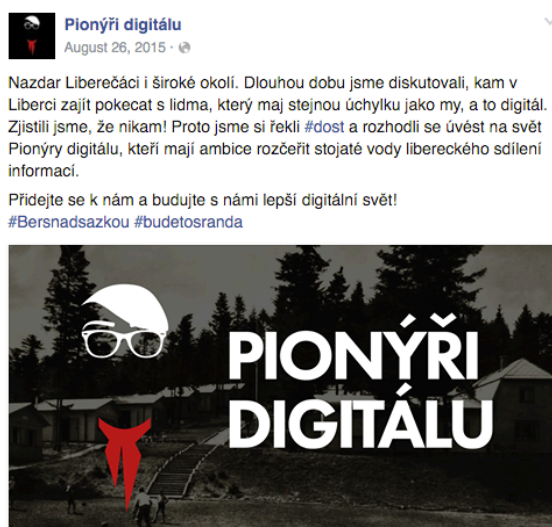 Pionýři digitálu
August 26, 2015 ·
Nazdar Liberečáci i široké okolí. Dlouhou dobu jsme diskutovali, kam v
Liberci zajít pokecat s lidma, který maj stejnou úchylku jako my, a to digitál.
Zjistili jsme, že nikam! Proto jsme si řekli #dost a rozhodli se úvést na svět
Pionýry digitálu, kteří mají ambice rozčeřit stojaté vody libereckého sdílení
informací.
Přidejte se k nám a budujte s námi lepší digitální svět!
#Bersnadsazkou #budetosranda
PIONÝŘI
DIGITÁLU